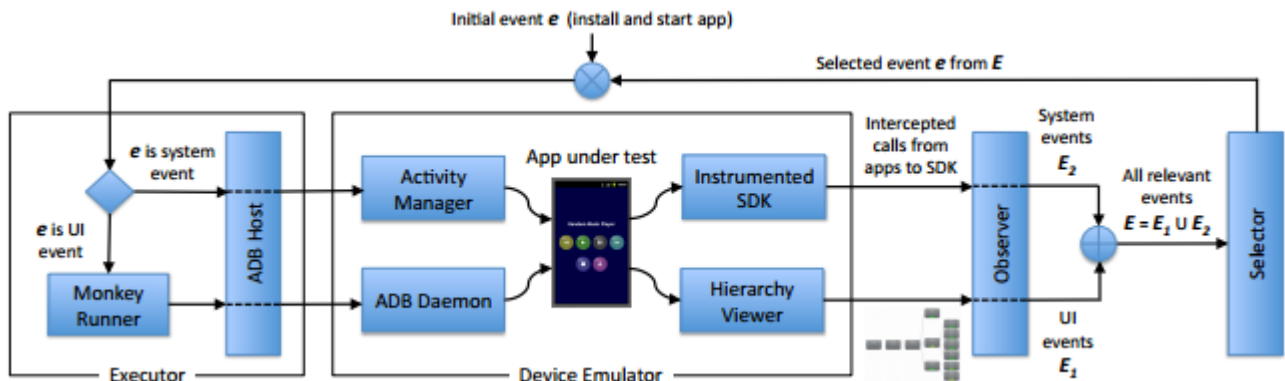 Initial event e (install and start app)
Selected event e from E
e is system
event
e is UI
event
Monkey
Runner
ADB Host
Executor
Activity
Manager
ADB Daemon
App under test
Instrumented
SDK
Hierarchy
Viewer
Device Emulator
Intercepted
calls from
apps to SDK
Observer
System
events
E2
UI
events
E1
All relevant
events
E = E1 U E2
Selector